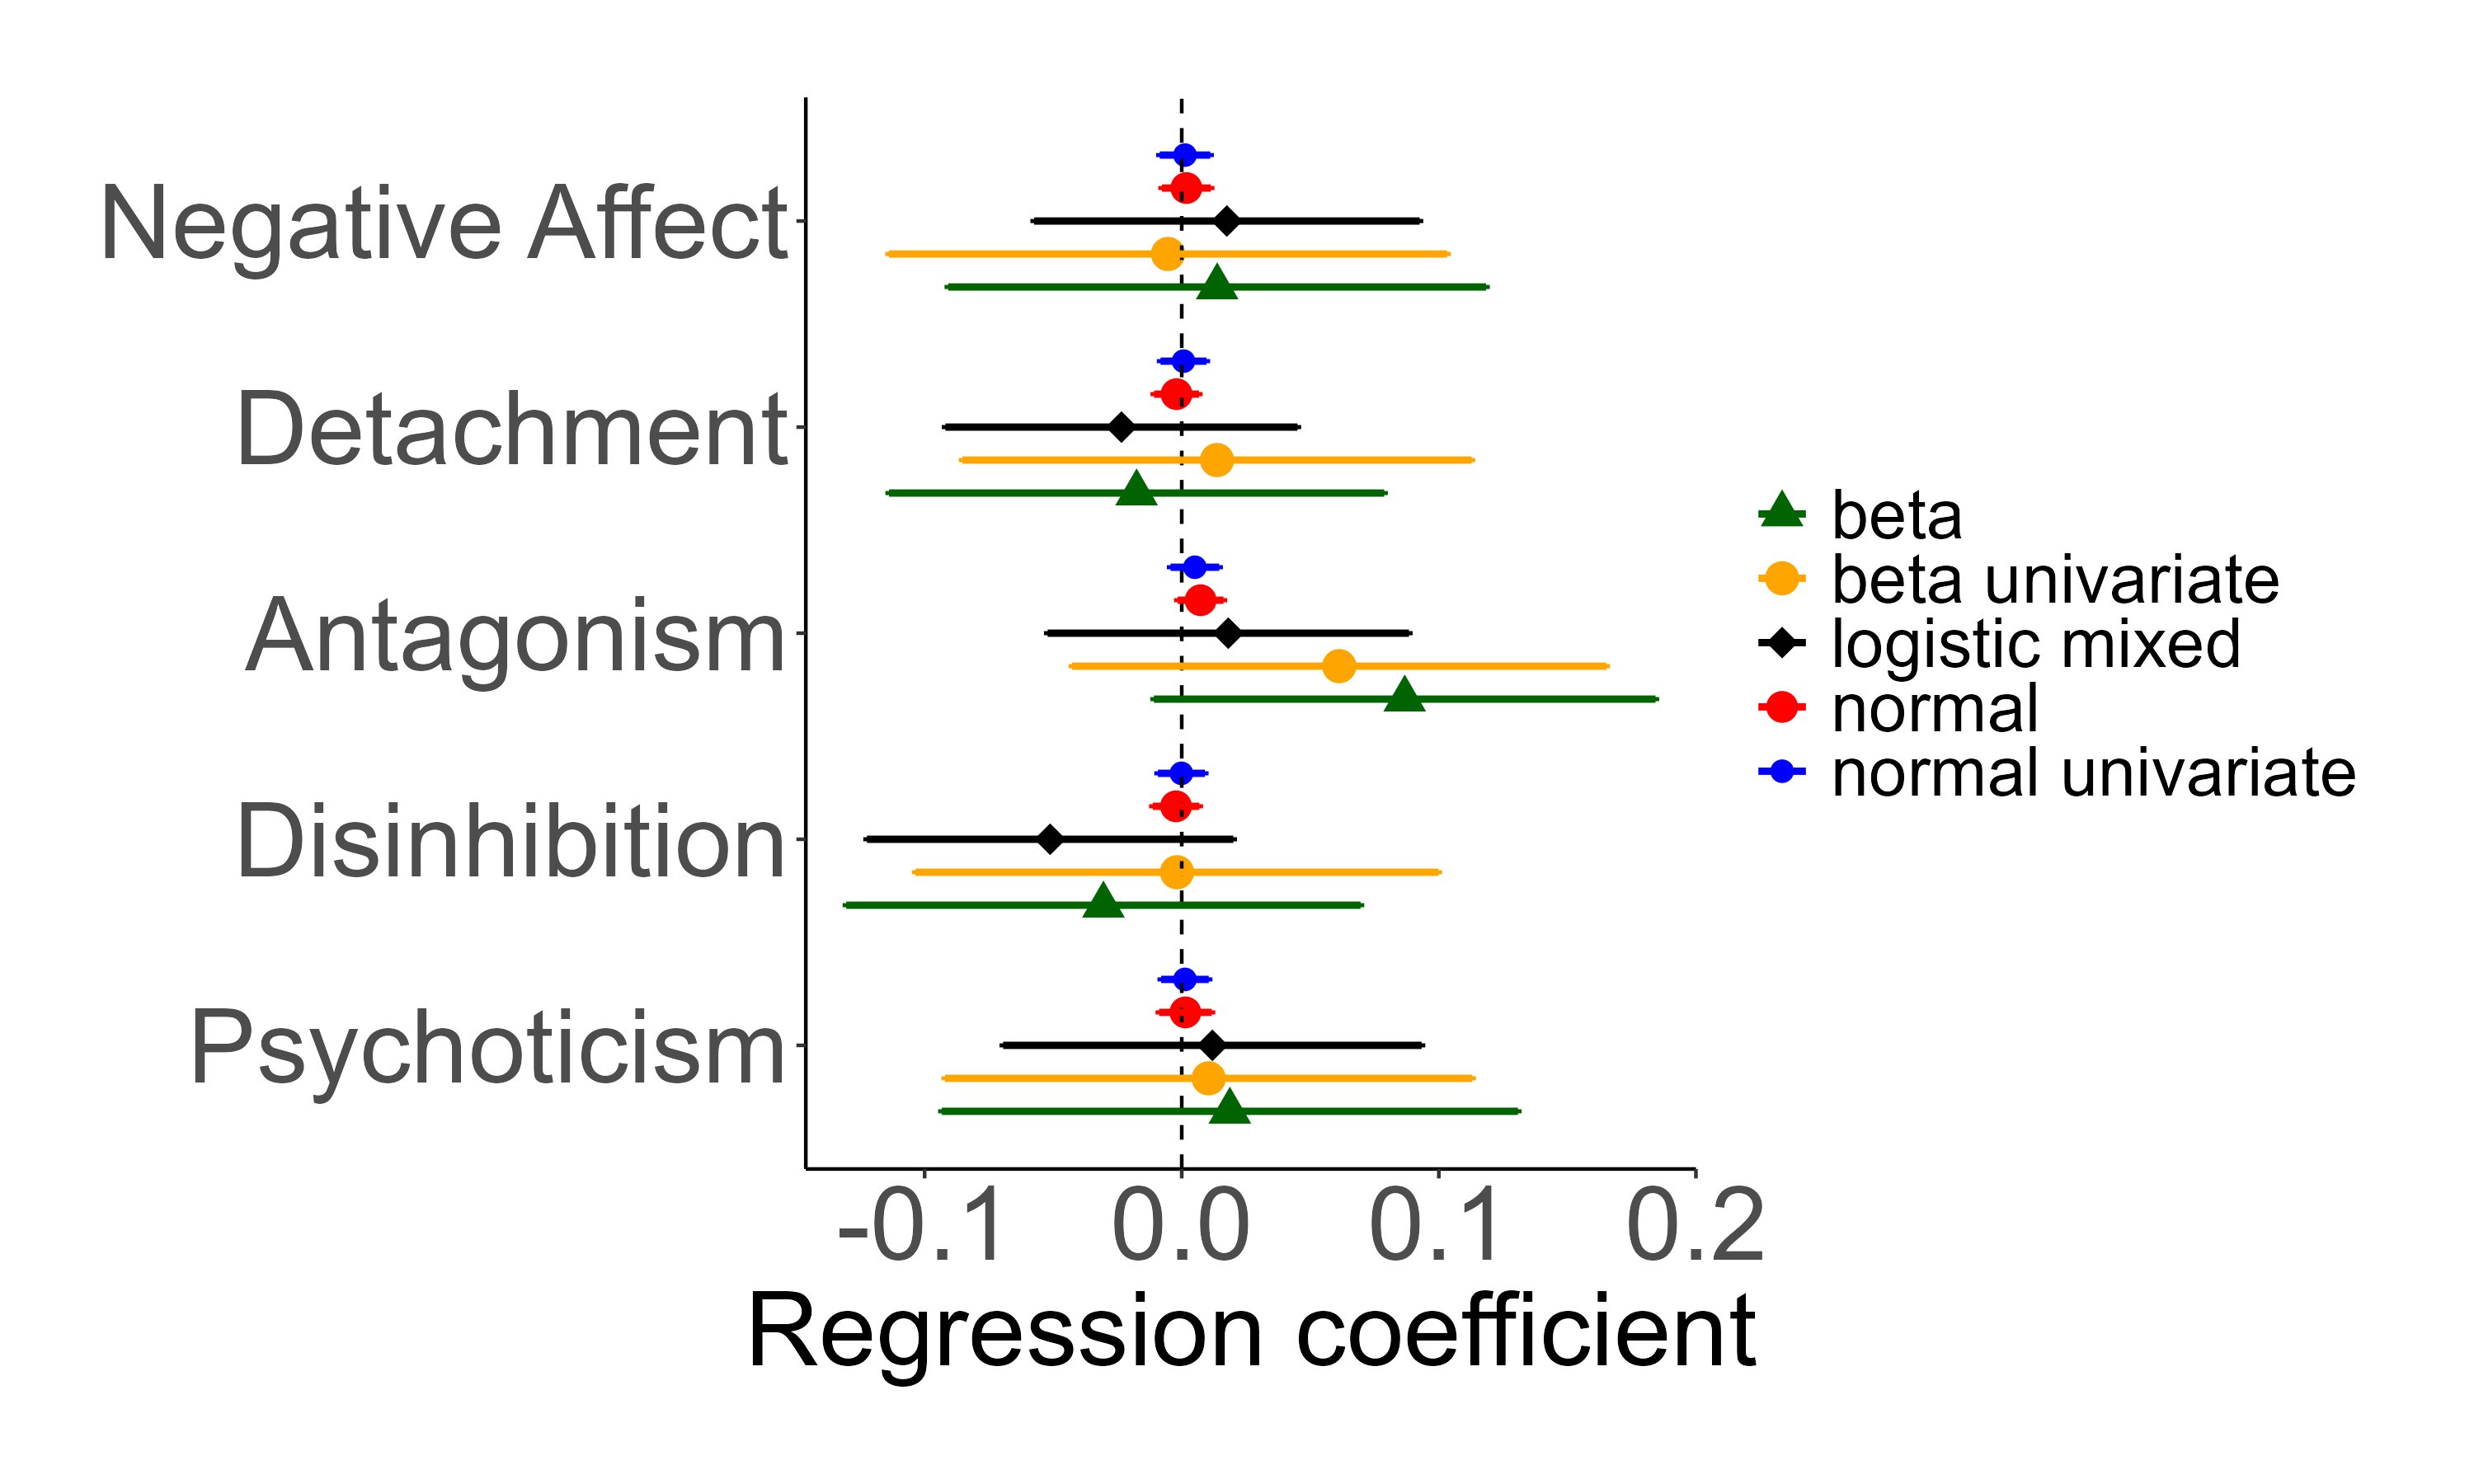 Negative Affect
Detachment
Antagonism
Disinhibition
Psychoticism
-0.1 0.0 0.1 0.2
Regression coefficient
beta
beta univariate
logistic mixed
normal
normal univariate